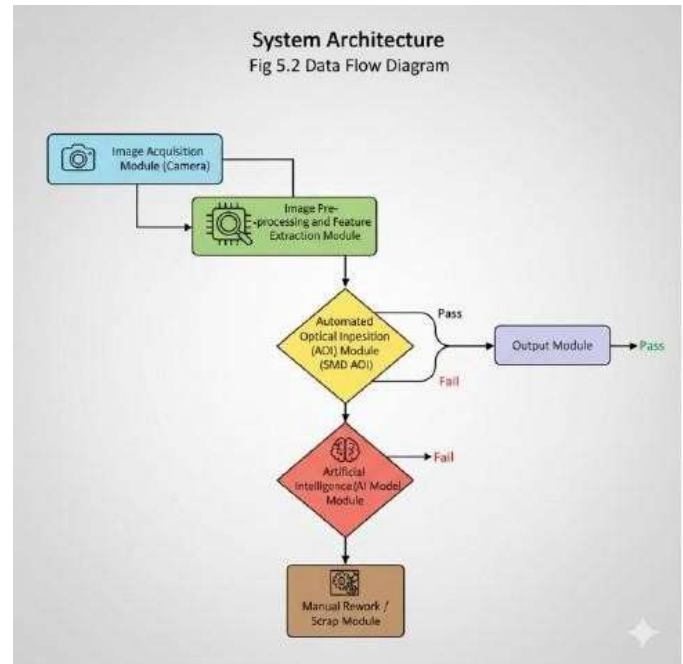 System Architecture
Fig 5.2 Data Flow Diagram
Image Acquisition
Module (Camera)
Image Pre-
-processing and Feature
Extraction Module
Automated
Optical Inpesition
(ADI) Module
(SMD AOI)
Pass
Fail
Output Module
Pass
Artificial
Intelligence (AI Model
Module
Fail
Manual Rework /
Scrap Module